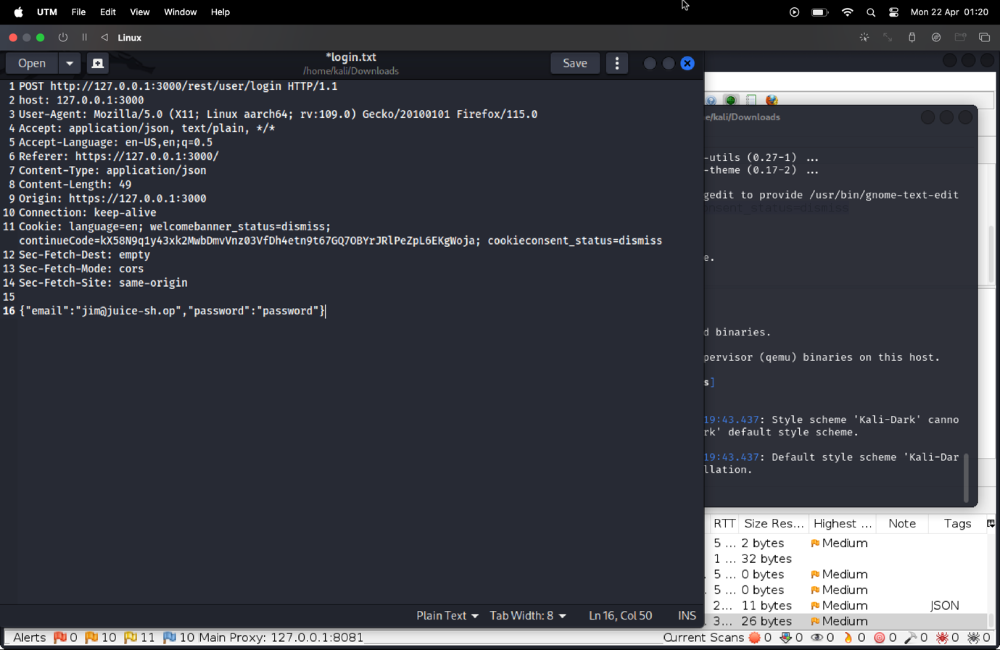 UTM File Edit View Window Help Mon 22 Apr 01:20
Linux
Open *login.txt Save
/home/kali/Downloads
1 POST http://127.0.0.1:3000/rest/user/login HTTP/1.1
2 host: 127.0.0.1:3000
3 User-Agent: Mozilla/5.0 (X11; Linux aarch64; rv:109.0) Gecko/20100101 Firefox/115.0
4 Accept: application/json, text/plain, */*
5 Accept-Language: en-US,en;q=0.5
6 Referer: https://127.0.0.1:3000/
7 Content-Type: application/json
8 Content-Length: 49
9 Origin: https://127.0.0.1:3000
10 Connection: keep-alive
11 Cookie: language=en; welcomebanner_status=dismiss;
continueCode=kX58N9q1y43xk2MwbDmvVnz03VfDh4etn9t67GQ7OBYrJRlPeZpL6EKgWoja; cookieconsent_status=dismiss
12 Sec-Fetch-Dest: empty
13 Sec-Fetch-Mode: cors
14 Sec-Fetch-Site: same-origin
15
16 {"email":"jim@juice-sh.op","password":"password"}
Plain Text Tab Width: 8 Ln 16, Col 50 INS
e/kali/Downloads
-utils (0.27-1) ...
-theme (0.17-2) ...
gedit to provide /usr/bin/gnome-text-edit
nsent_status=dismiss
e.
d binaries.
pervisor (qemu) binaries on this host.
s]
19:43.437: Style scheme 'Kali-Dark' canno
rk' default style scheme.
19:43.437: Default style scheme 'Kali-Dar
llation.
RTT Size Res... Highest ... Note Tags
5 ... 2 bytes Medium
1 ... 32 bytes
5 ... 0 bytes Medium
5 ... 0 bytes Medium
2... 11 bytes Medium JSON
3... 26 bytes Medium
Alerts 0 10 11 10 Main Proxy: 127.0.0.1:8081 Current Scans 0 0 0 0 0 0 0 0